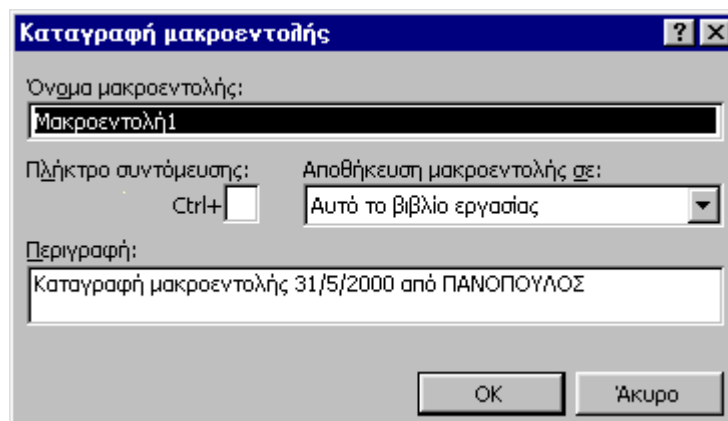 Καταγραφή μακροεντολής
Όνομα μακροεντολής:
Μακροεντολή1
Πλήκτρο συντόμευσης: Αποθήκευση μακροεντολής σε:
Ctrl+ Αυτό το βιβλίο εργασίας
Περιγραφή:
Καταγραφή μακροεντολής 31/5/2000 από ΠΑΝΟΠΟΥΛΟΣ
OK Άκυρο